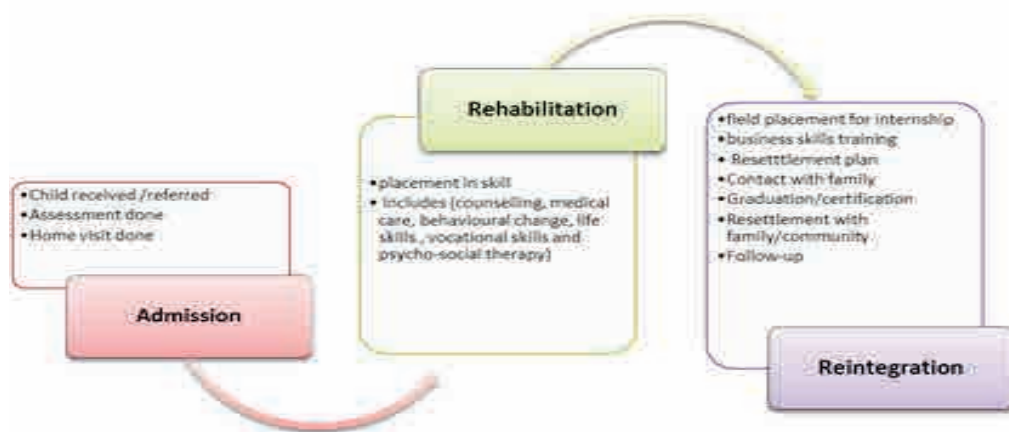 •Child received /referred
•Assessment done
•Home visit done
Admission
Rehabilitation
•placement in skill
• Includes (counselling, medical
care, behavioural change, life
skills , vocational skills and
psycho-social therapy)
•field placement for internship
•business skills training
• Resetttlement plan
•Contact with family
•Graduation/certification
•Resettlement with
family/community
•Follow-up
Reintegration